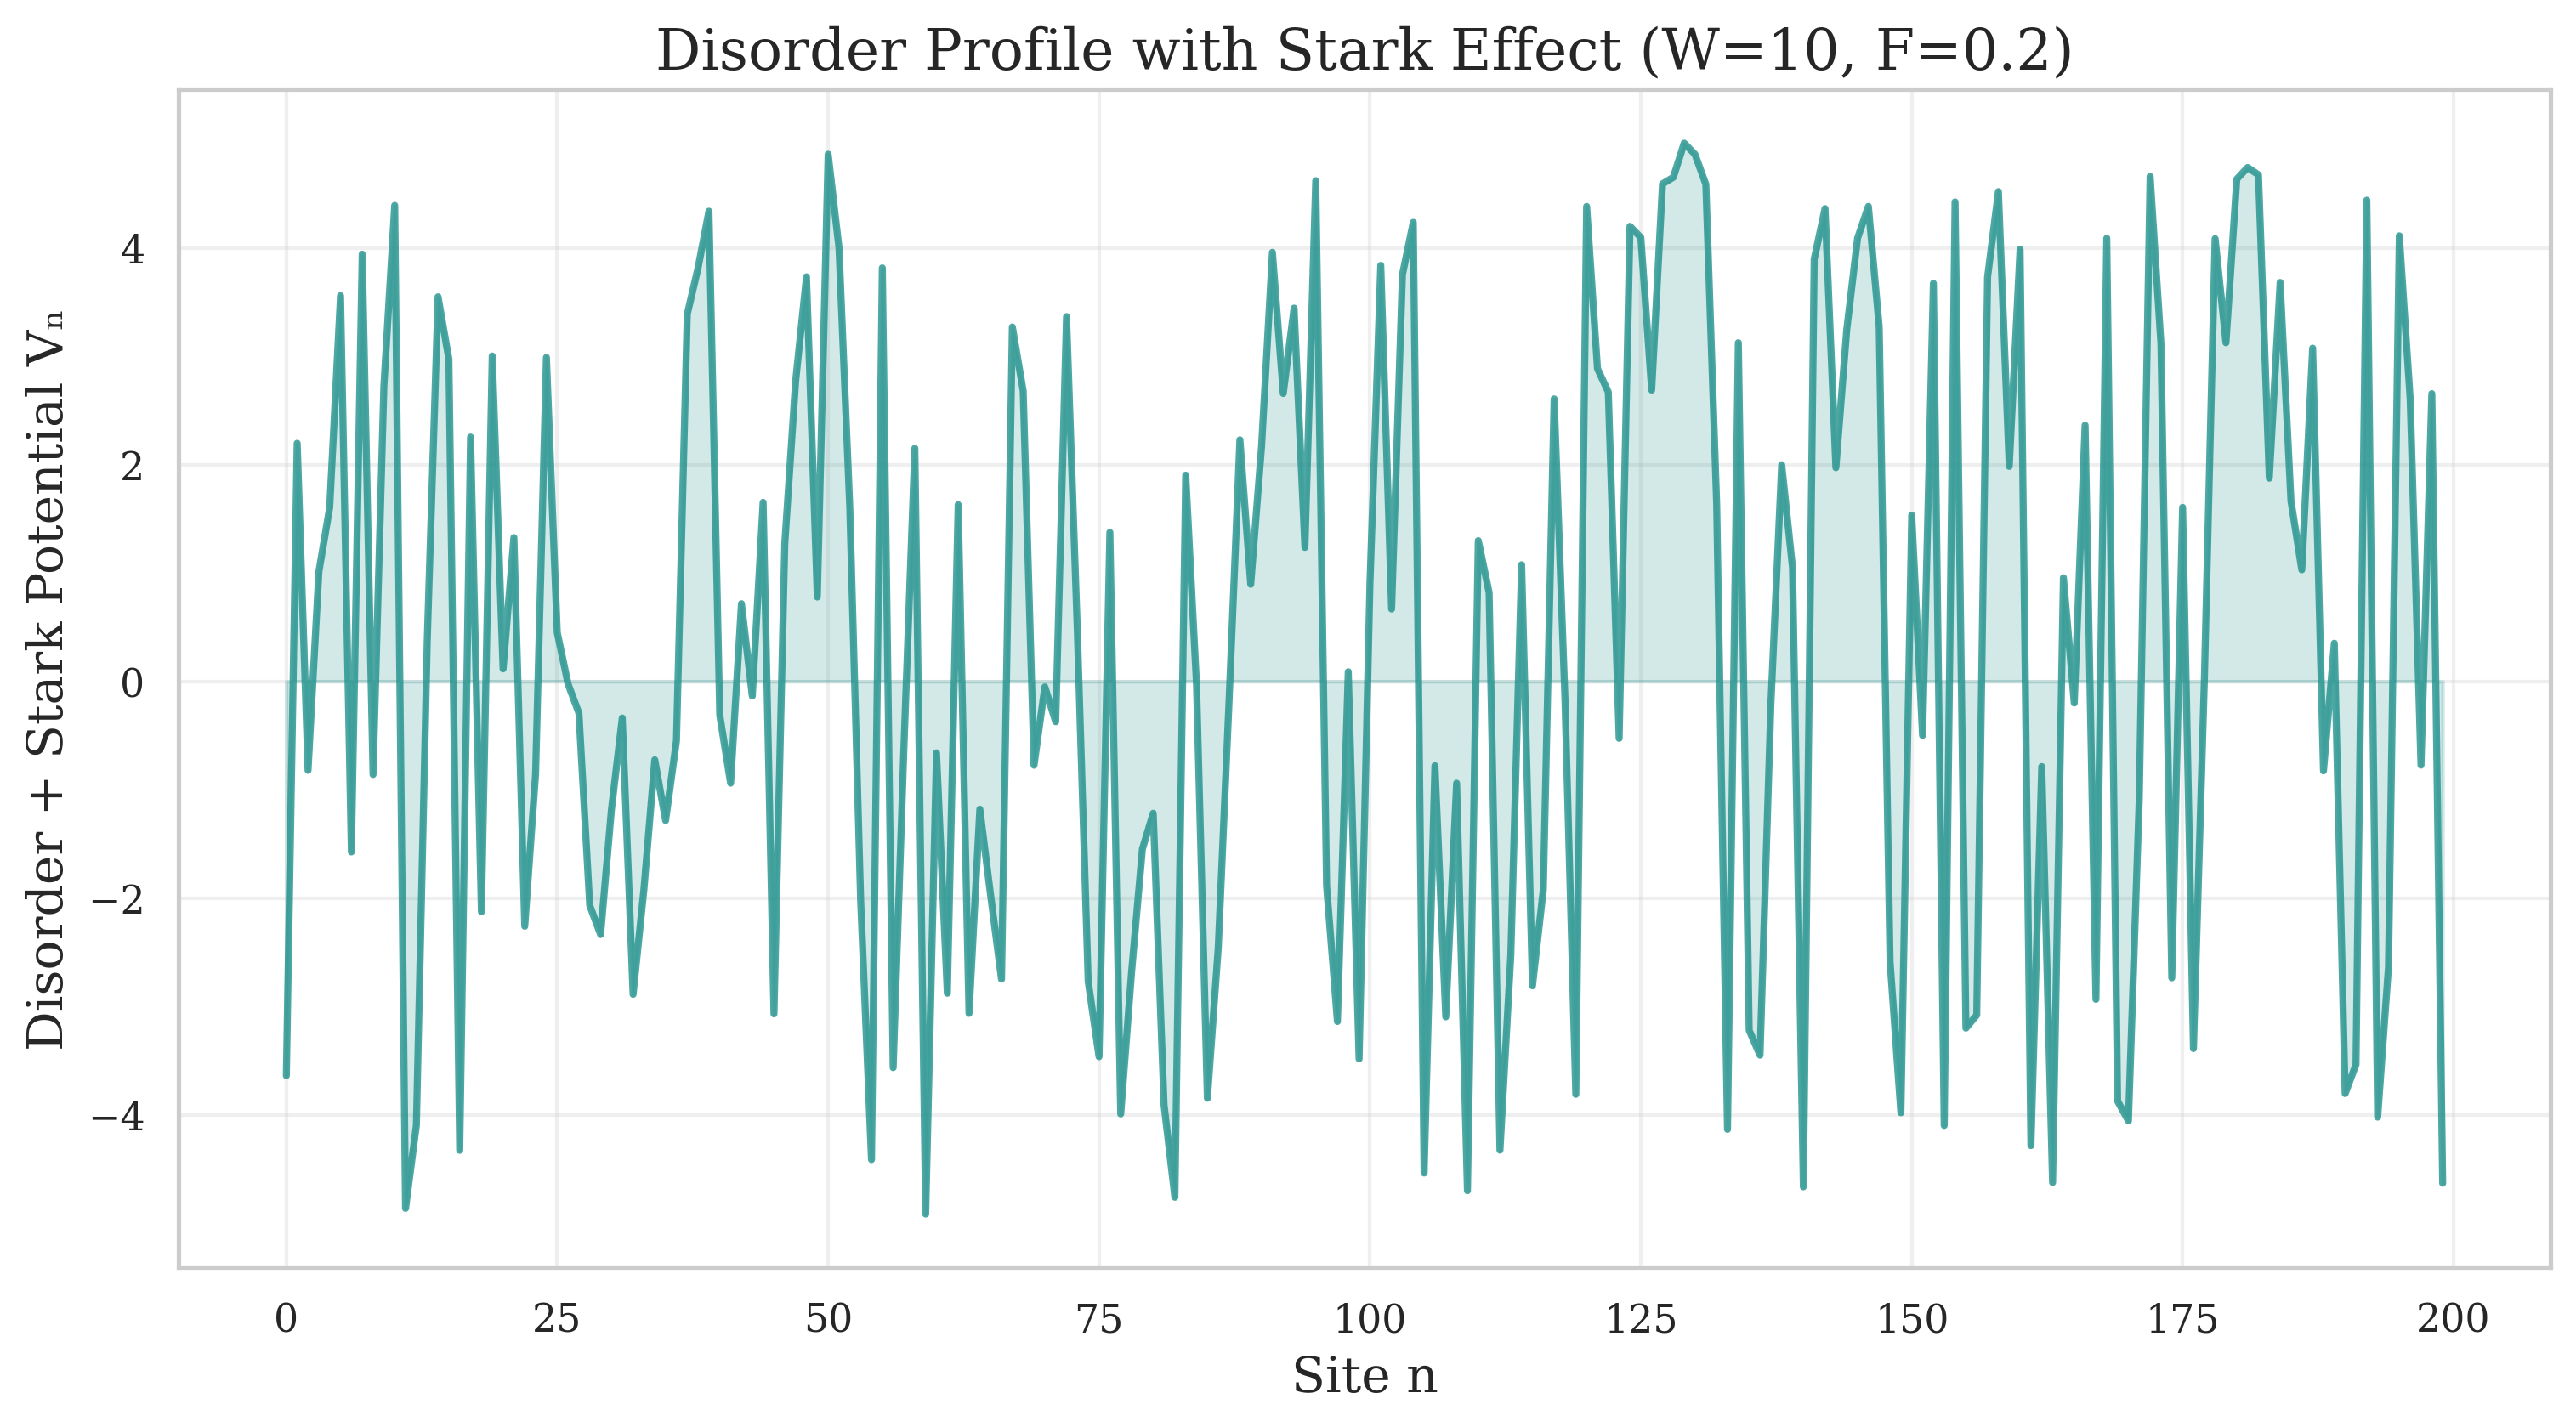 Disorder Profile with Stark Effect (W=10, F=0.2)
Disorder + Stark Potential Vₙ
4
2
0
−2
−4
0 25 50 75 100 125 150 175 200
Site n